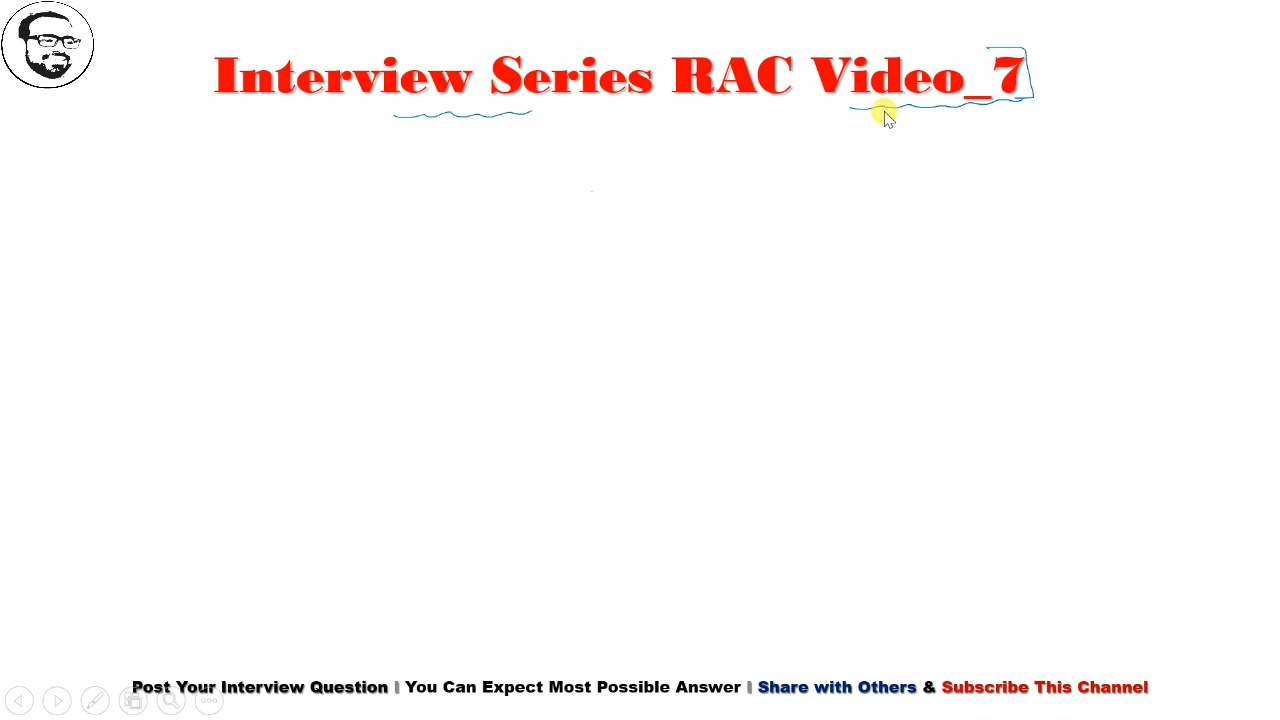 Interview Series RAC Video_7
Post Your Interview Question | You Can Expect Most Possible Answer | Share with Others & Subscribe This Channel